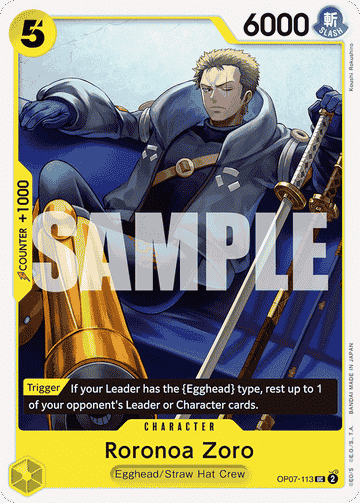 5
6000
斬
SLASH
Koushi Rokushiro
COUNTER +1000
SAMPLE
Trigger If your Leader has the {Egghead} type, rest up to 1
of your opponent's Leader or Character cards.
CHARACTER
Roronoa Zoro
Egghead/Straw Hat Crew
OP07-113 UC 2
©E.O./S. ©E.O./S., T.A. BANDAI MADE IN JAPAN